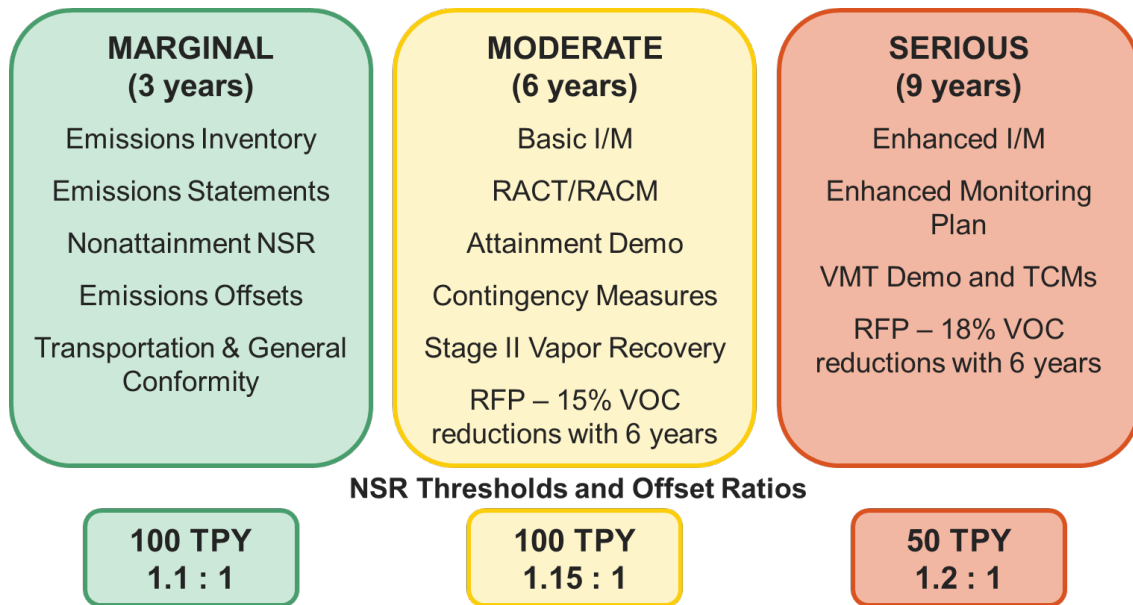 MARGINAL
(3 years)
Emissions Inventory
Emissions Statements
Nonattainment NSR
Emissions Offsets
Transportation & General
Conformity
MODERATE
(6 years)
Basic I/M
RACT/RACM
Attainment Demo
Contingency Measures
Stage II Vapor Recovery
RFP – 15% VOC
reductions with 6 years
SERIOUS
(9 years)
Enhanced I/M
Enhanced Monitoring
Plan
VMT Demo and TCMs
RFP – 18% VOC
reductions with 6 years
NSR Thresholds and Offset Ratios
100 TPY
1.1 : 1
100 TPY
1.15 : 1
50 TPY
1.2 : 1